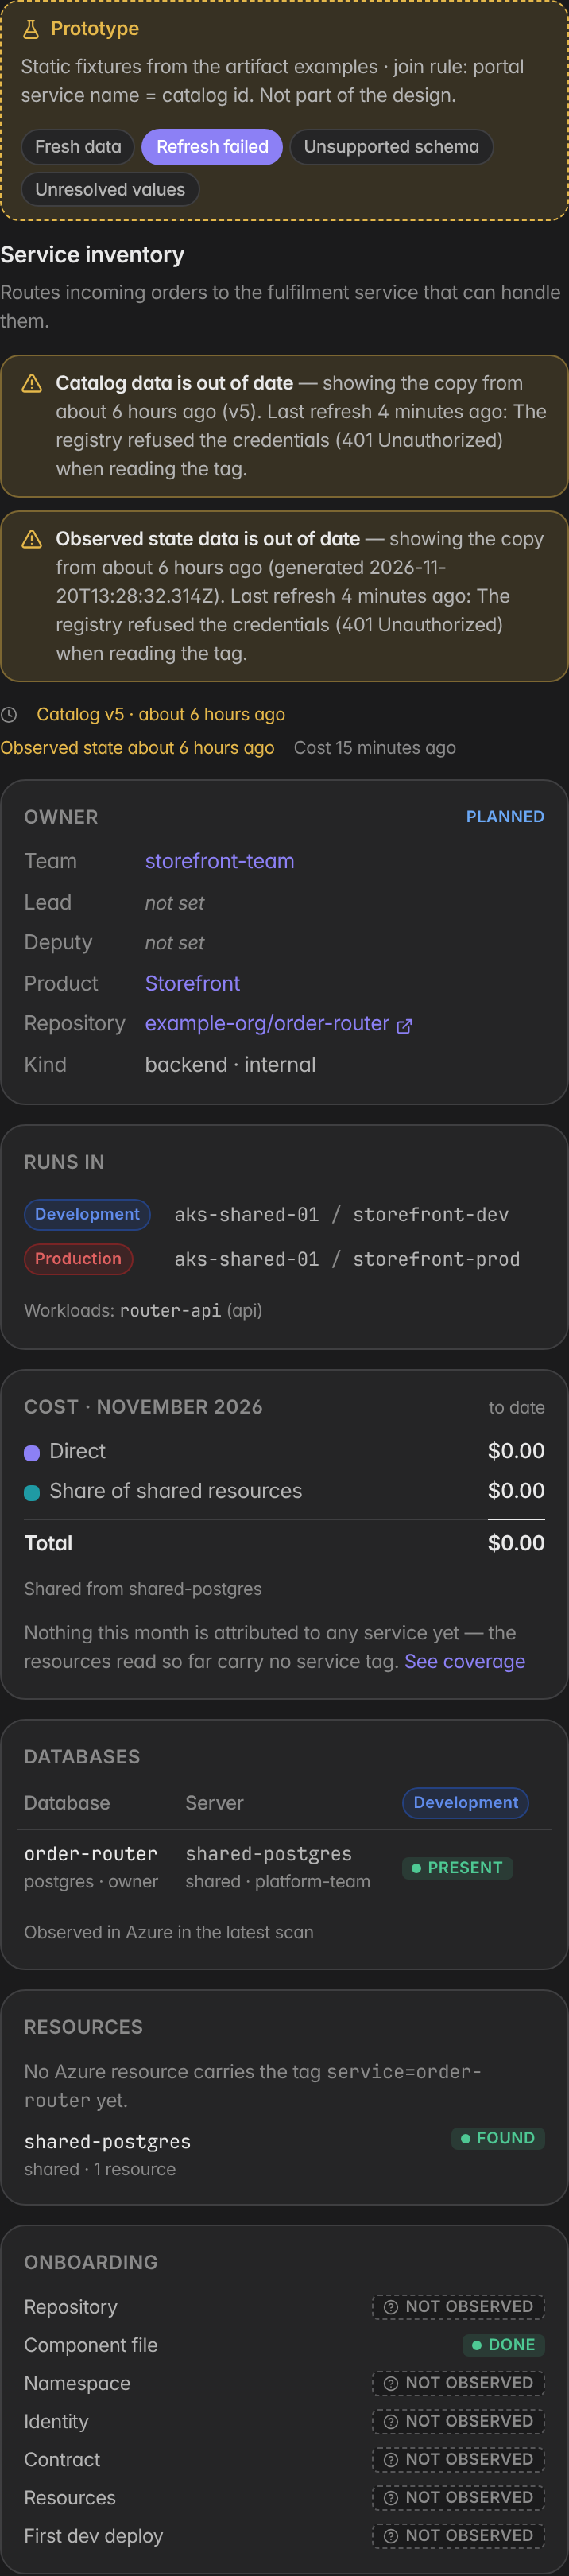 Prototype
Static fixtures from the artifact examples · join rule: portal
service name = catalog id. Not part of the design.
Fresh data
Refresh failed
Unsupported schema
Unresolved values
Service inventory
Routes incoming orders to the fulfilment service that can handle
them.
Catalog data is out of date — showing the copy from
about 6 hours ago (v5). Last refresh 4 minutes ago: The
registry refused the credentials (401 Unauthorized)
when reading the tag.
Observed state data is out of date — showing the copy
from about 6 hours ago (generated 2026-11-
20T13:28:32.314Z). Last refresh 4 minutes ago: The
registry refused the credentials (401 Unauthorized)
when reading the tag.
Catalog v5 · about 6 hours ago
Observed state about 6 hours ago Cost 15 minutes ago
OWNER PLANNED
Team storefront-team
Lead not set
Deputy not set
Product Storefront
Repository example-org/order-router
Kind backend · internal
RUNS IN
Development aks-shared-01 / storefront-dev
Production aks-shared-01 / storefront-prod
Workloads: router-api (api)
COST · NOVEMBER 2026 to date
Direct $0.00
Share of shared resources $0.00
Total $0.00
Shared from shared-postgres
Nothing this month is attributed to any service yet — the
resources read so far carry no service tag. See coverage
DATABASES
Database Server Development
order-router shared-postgres PRESENT
postgres · owner shared · platform-team
Observed in Azure in the latest scan
RESOURCES
No Azure resource carries the tag service=order-
router yet.
shared-postgres FOUND
shared · 1 resource
ONBOARDING
Repository NOT OBSERVED
Component file DONE
Namespace NOT OBSERVED
Identity NOT OBSERVED
Contract NOT OBSERVED
Resources NOT OBSERVED
First dev deploy NOT OBSERVED